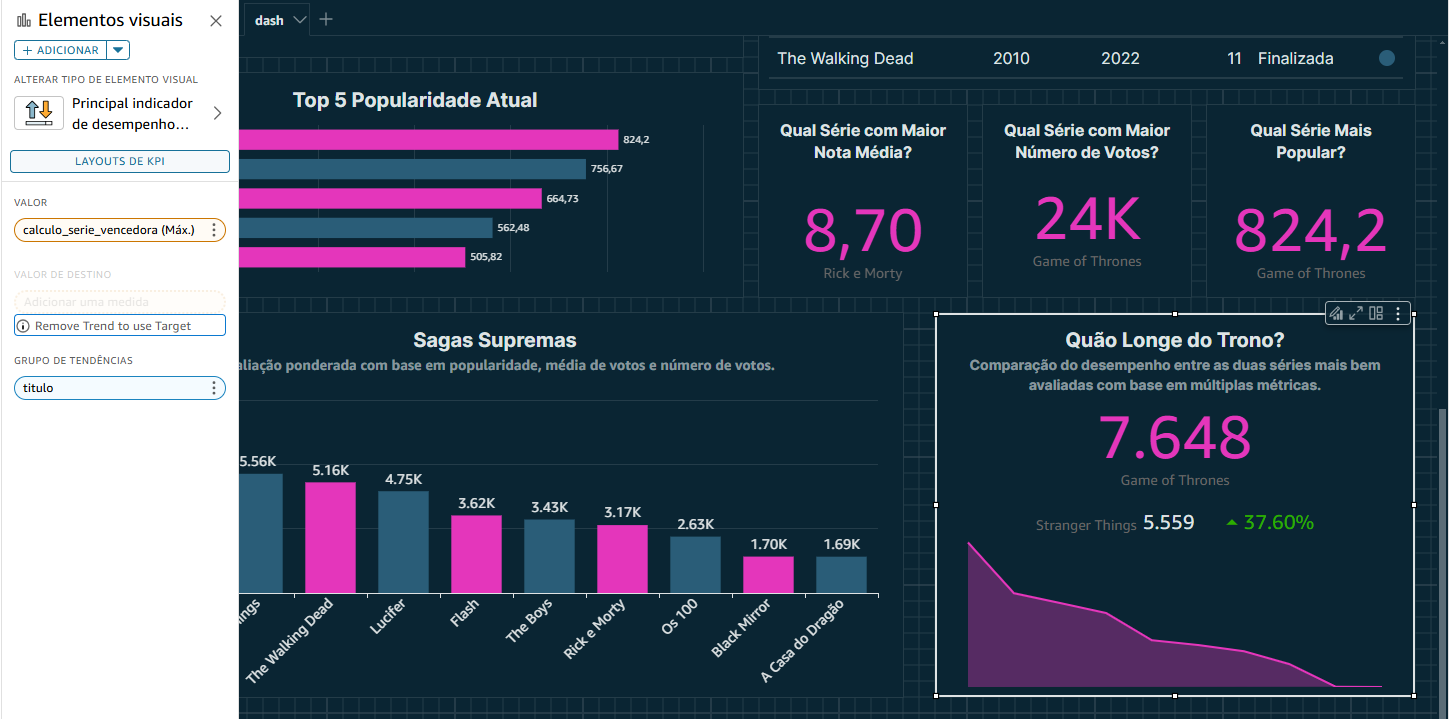 Elementos visuais
+ ADICIONAR
ALTERAR TIPO DE ELEMENTO VISUAL
Principal indicador
de desempenho...
LAYOUTS DE KPI
VALOR
calculo_serie_vencedora (Máx.)
VALOR DE DESTINO
Adicionar uma medida
Remove Trend to use Target
GRUPO DE TENDÊNCIAS
titulo
dash
The Walking Dead 2010 2022 11 Finalizada
Top 5 Popularidade Atual
824,2
756,67
664,73
562,48
505,82
Qual Série com Maior
Nota Média?
8,70
Rick e Morty
Qual Série com Maior
Número de Votos?
24K
Game of Thrones
Qual Série Mais
Popular?
824,2
Game of Thrones
Sagas Supremas
aliação ponderada com base em popularidade, média de votos e número de votos.
5.56K
5.16K
4.75K
3.62K
3.43K
3.17K
2.63K
1.70K
1.69K
ings
The Walking Dead
Lucifer
Flash
The Boys
Rick e Morty
Os 100
Black Mirror
A Casa do Dragão
Quão Longe do Trono?
Comparação do desempenho entre as duas séries mais bem
avaliadas com base em múltiplas métricas.
7.648
Game of Thrones
Stranger Things 5.559 37.60%